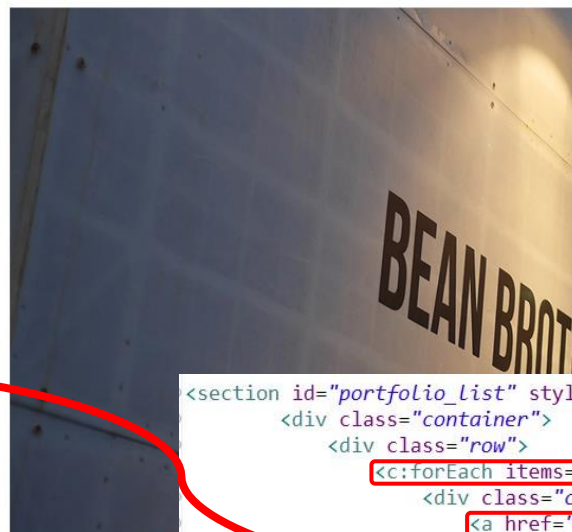 BEAN BROT
<section id="portfolio_list" styl
<div class="container">
<div class="row">
<c:forEach items=
<div class="c
<a href="